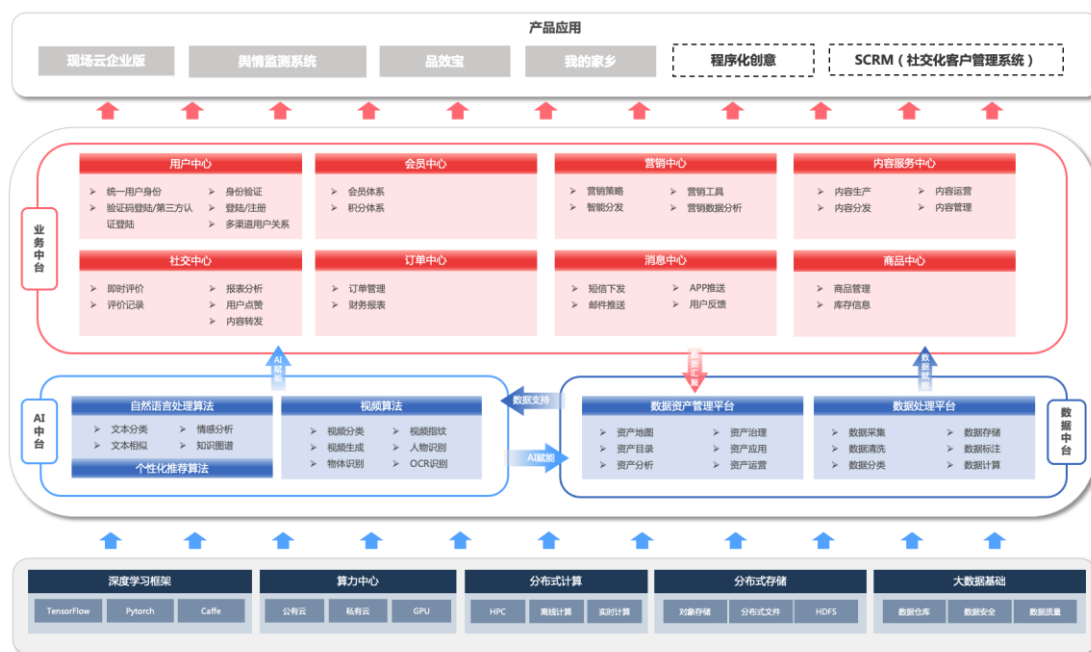 产品应用
现场云企业版
舆情监测系统
品效宝
我的家乡
程序化创意
SCRM（社交化客户管理系统）
业务中台
用户中心
统一用户身份
验证码登陆/第三方认
证登陆
身份验证
登陆/注册
多渠道用户关系
会员中心
会员体系
积分体系
营销中心
营销策略
智能分发
营销工具
营销数据分析
内容服务中心
内容生产
内容分发
内容运营
内容管理
社交中心
即时评价
评价记录
报表分析
用户点赞
内容转发
订单中心
订单管理
财务报表
消息中心
短信下发
邮件推送
APP推送
用户反馈
商品中心
商品管理
库存信息
AI赋能
AI中台
自然语言处理算法
文本分类
文本相似
情感分析
知识图谱
个性化推荐算法
视频算法
视频分类
视频生成
物体识别
视频指纹
人物识别
OCR识别
数据支持
AI赋能
数据资产管理平台
资产地图
资产目录
资产分析
资产治理
资产应用
资产运营
数据处理平台
数据采集
数据清洗
数据分类
数据存储
数据标注
数据计算
数据中台
深度学习框架
TensorFlow
Pytorch
Caffe
算力中心
公有云
私有云
GPU
分布式计算
HPC
离线计算
实时计算
分布式存储
对象存储
分布式文件
HDFS
大数据基础
数据仓库
数据安全
数据质量